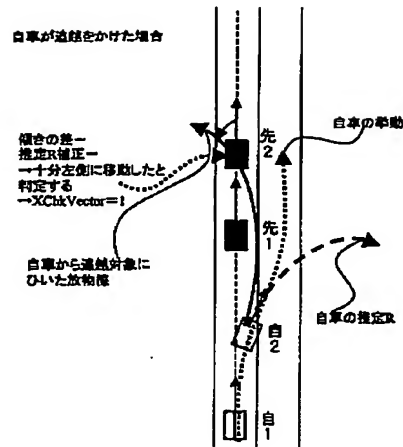 自車が追越をかけた場合
傾きの差ー
推定R補正ー
→十分左側に移動したと
判定する
→XChkVector=1
自車から追越対象に
ひいた放物線
先2
先1
自2
自1
自車の挙動
自車の推定R